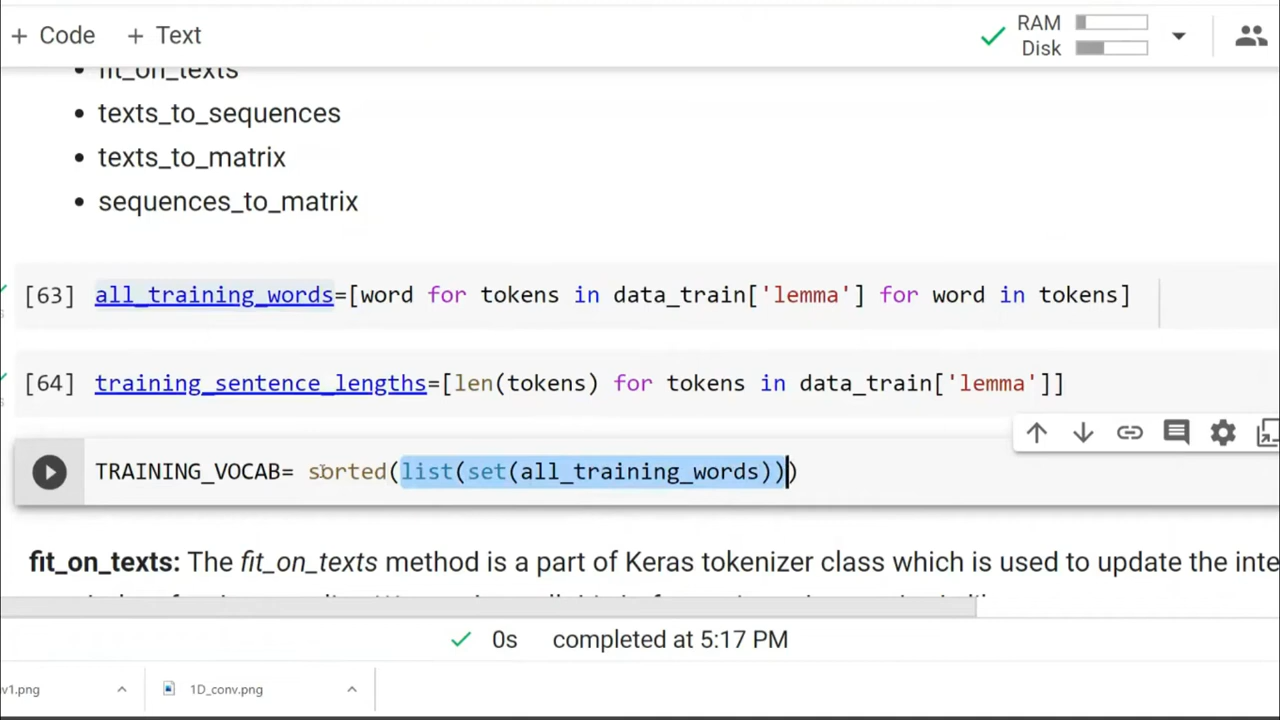 + Code + Text
RAM
Disk
• fit_on_texts
• texts_to_sequences
• texts_to_matrix
• sequences_to_matrix
[63] all_training_words=[word for tokens in data_train['lemma'] for word in tokens]
[64] training_sentence_lengths=[len(tokens) for tokens in data_train['lemma']]
TRAINING_VOCAB= sorted(list(set(all_training_words)))
fit_on_texts: The fit_on_texts method is a part of Keras tokenizer class which is used to update the inte
0s completed at 5:17 PM
v1.png 1D_conv.png